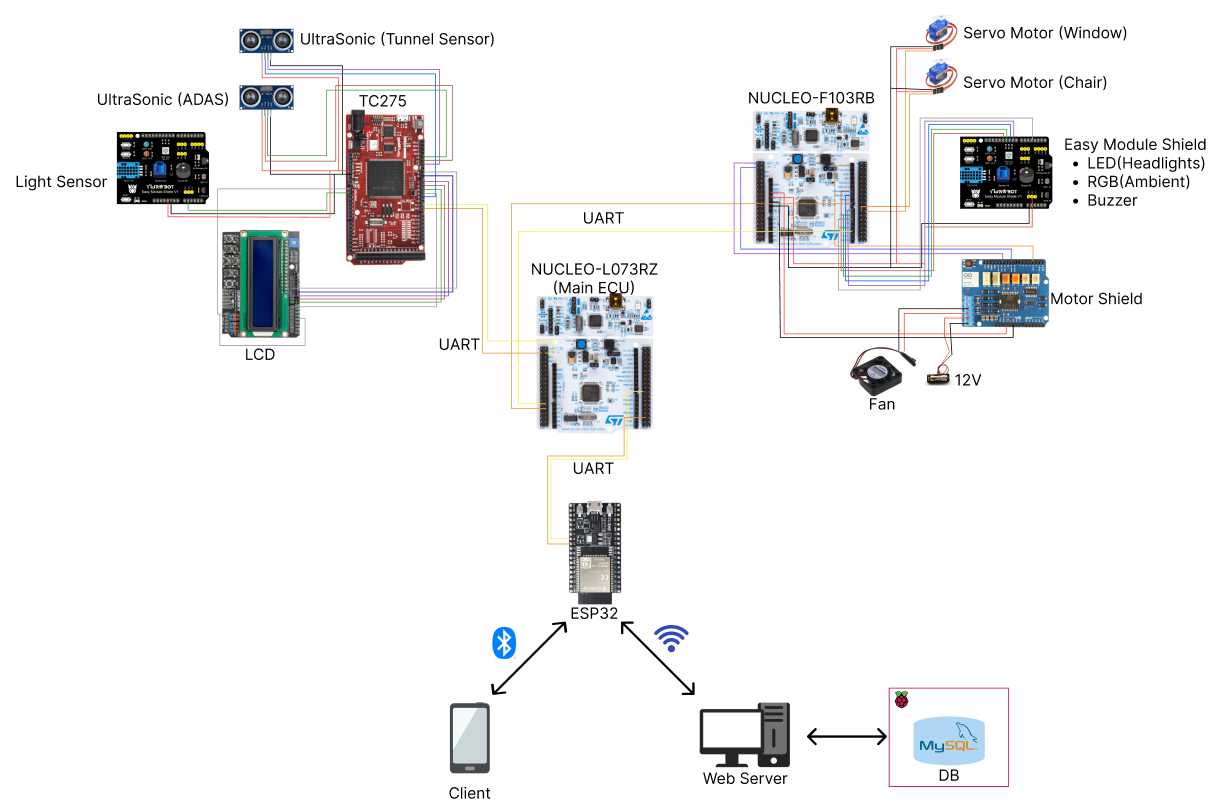 UltraSonic (Tunnel Sensor)
UltraSonic (ADAS)
TC275
Light Sensor
LCD
UART
NUCLEO-L073RZ
(Main ECU)
UART
UART
NUCLEO-F103RB
Servo Motor (Window)
Servo Motor (Chair)
Easy Module Shield
• LED(Headlights)
• RGB(Ambient)
• Buzzer
Motor Shield
Fan
12V
ESP32
Client
Web Server
MySQL
DB